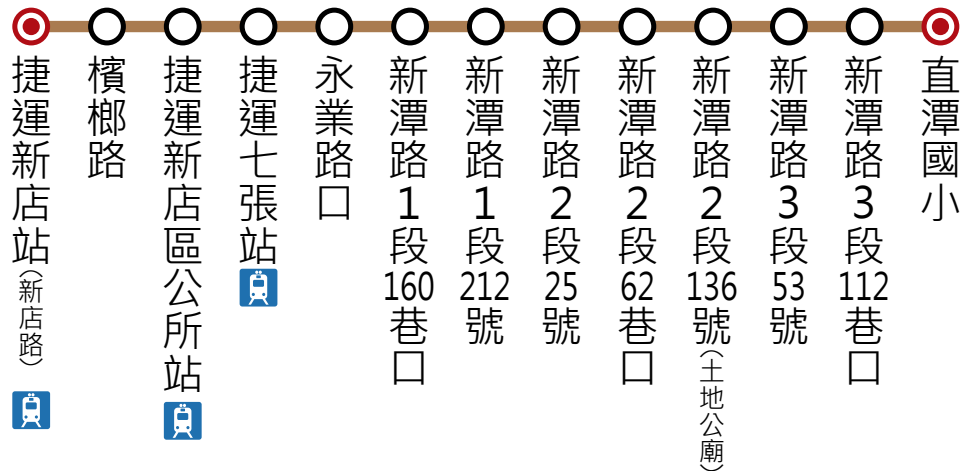 捷運新店站(新店路)
檳榔路
捷運新店區公所站
捷運七張站
永業路口
新潭路1段160巷口
新潭路1段212號
新潭路2段25號
新潭路2段62巷口
新潭路2段136號(土地公廟)
新潭路3段53號
新潭路3段112巷口
直潭國小